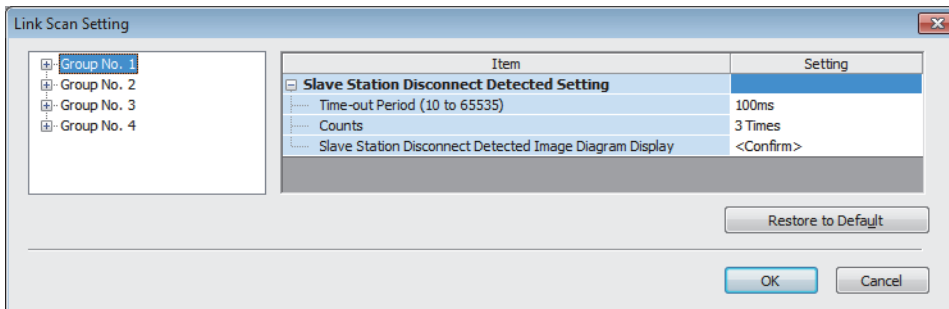 Link Scan Setting
Group No. 1
Group No. 2
Group No. 3
Group No. 4
Item Setting
Slave Station Disconnect Detected Setting
Time-out Period (10 to 65535) 100ms
Counts 3 Times
Slave Station Disconnect Detected Image Diagram Display <Confirm>
Restore to Default
OK Cancel